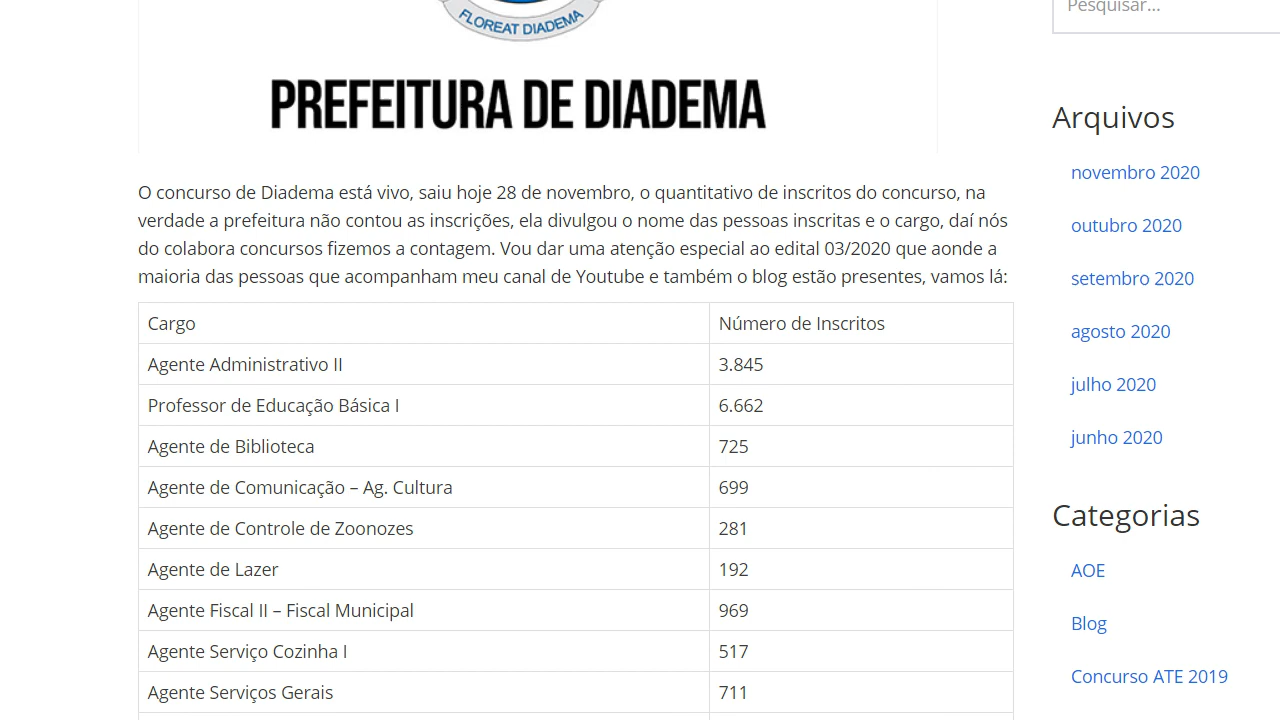 FLOREAT DIADEMA
PREFEITURA DE DIADEMA
O concurso de Diadema está vivo, saiu hoje 28 de novembro, o quantitativo de inscritos do concurso, na
verdade a prefeitura não contou as inscrições, ela divulgou o nome das pessoas inscritas e o cargo, daí nós
do colabora concursos fizemos a contagem. Vou dar uma atenção especial ao edital 03/2020 que aonde a
maioria das pessoas que acompanham meu canal de Youtube e também o blog estão presentes, vamos lá:
Cargo Número de Inscritos
Agente Administrativo II 3.845
Professor de Educação Básica I 6.662
Agente de Biblioteca 725
Agente de Comunicação – Ag. Cultura 699
Agente de Controle de Zoonozes 281
Agente de Lazer 192
Agente Fiscal II – Fiscal Municipal 969
Agente Serviço Cozinha I 517
Agente Serviços Gerais 711
Pesquisar...
Arquivos
novembro 2020
outubro 2020
setembro 2020
agosto 2020
julho 2020
junho 2020
Categorias
AOE
Blog
Concurso ATE 2019